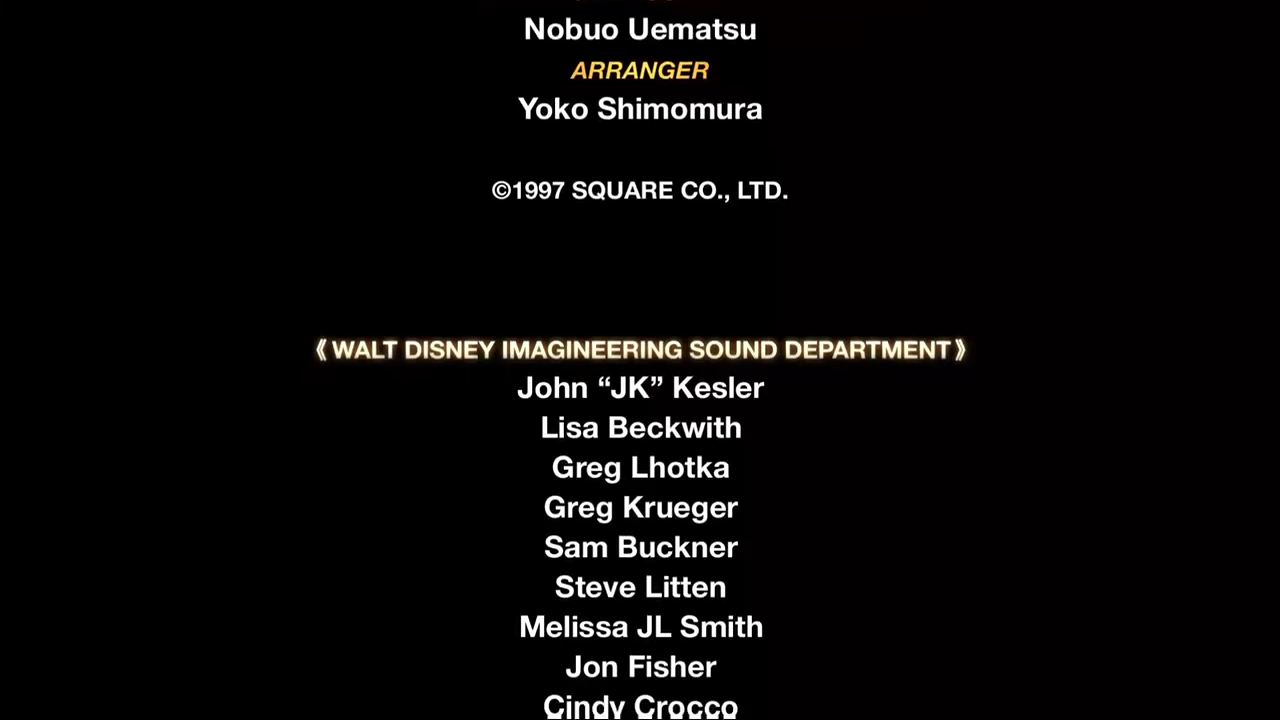 Nobuo Uematsu
ARRANGER
Yoko Shimomura
©1997 SQUARE CO., LTD.
《WALT DISNEY IMAGINEERING SOUND DEPARTMENT》
John “JK” Kesler
Lisa Beckwith
Greg Lhotka
Greg Krueger
Sam Buckner
Steve Litten
Melissa JL Smith
Jon Fisher
Cindy Crocco